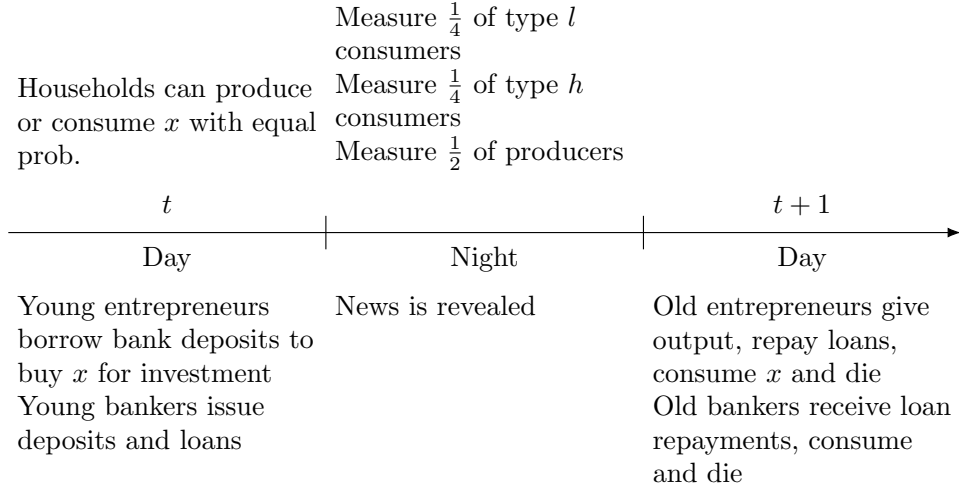 Measure 1/4 of type l
consumers
Households can produce
or consume x with equal
prob.
Measure 1/4 of type h
consumers
Measure 1/2 of producers
t
t + 1
Day
Night
Day
Young entrepreneurs
borrow bank deposits to
buy x for investment
Young bankers issue
deposits and loans
News is revealed
Old entrepreneurs give
output, repay loans,
consume x and die
Old bankers receive loan
repayments, consume
and die